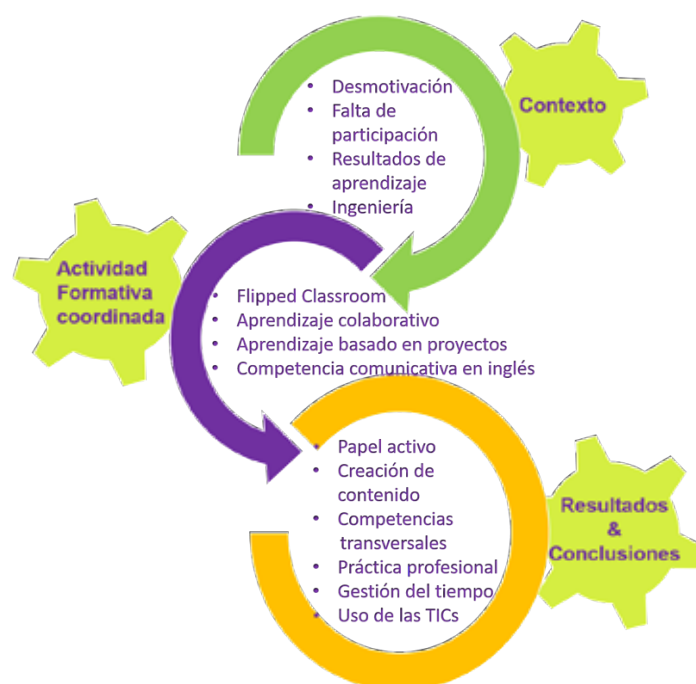 Contexto
• Desmotivación
• Falta de
participación
• Resultados de
aprendizaje
• Ingeniería
Actividad
Formativa
coordinada
• Flipped Classroom
• Aprendizaje colaborativo
• Aprendizaje basado en proyectos
• Competencia comunicativa en inglés
Resultados
&
Conclusiones
• Papel activo
• Creación de
contenido
• Competencias
transversales
• Práctica profesional
• Gestión del tiempo
• Uso de las TICs